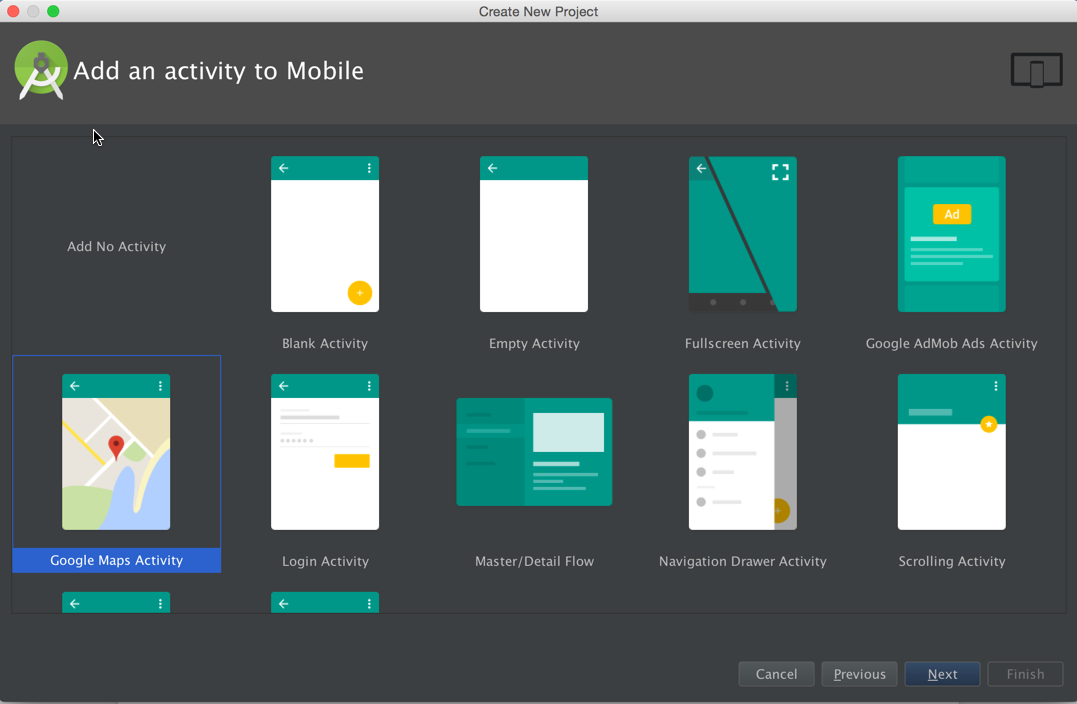 Create New Project
Add an activity to Mobile
Add No Activity
Blank Activity
Empty Activity
Fullscreen Activity
Ad
Google AdMob Ads Activity
Google Maps Activity
Login Activity
Master/Detail Flow
Navigation Drawer Activity
Scrolling Activity
Cancel
Previous
Next
Finish